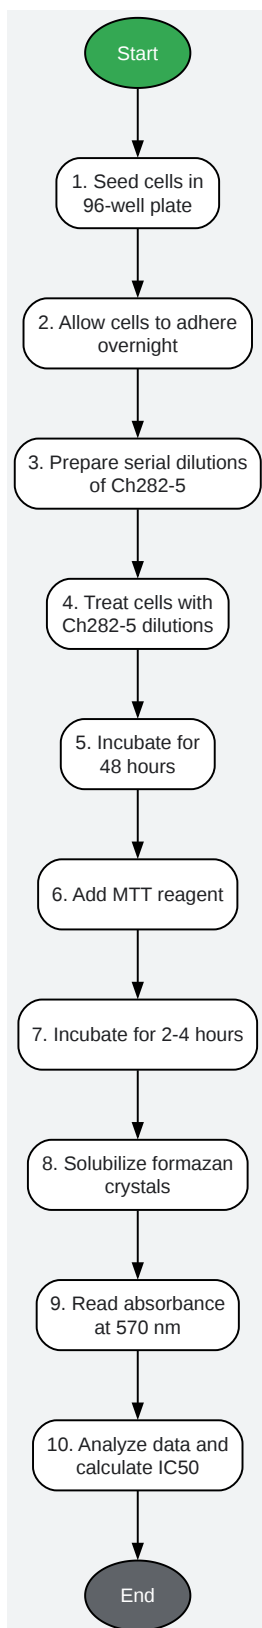 Start
1. Seed cells in
96-well plate
2. Allow cells to adhere
overnight
3. Prepare serial dilutions
of Ch282-5
4. Treat cells with
Ch282-5 dilutions
5. Incubate for
48 hours
6. Add MTT reagent
7. Incubate for 2-4 hours
8. Solubilize formazan
crystals
9. Read absorbance
at 570 nm
10. Analyze data and
calculate IC50
End